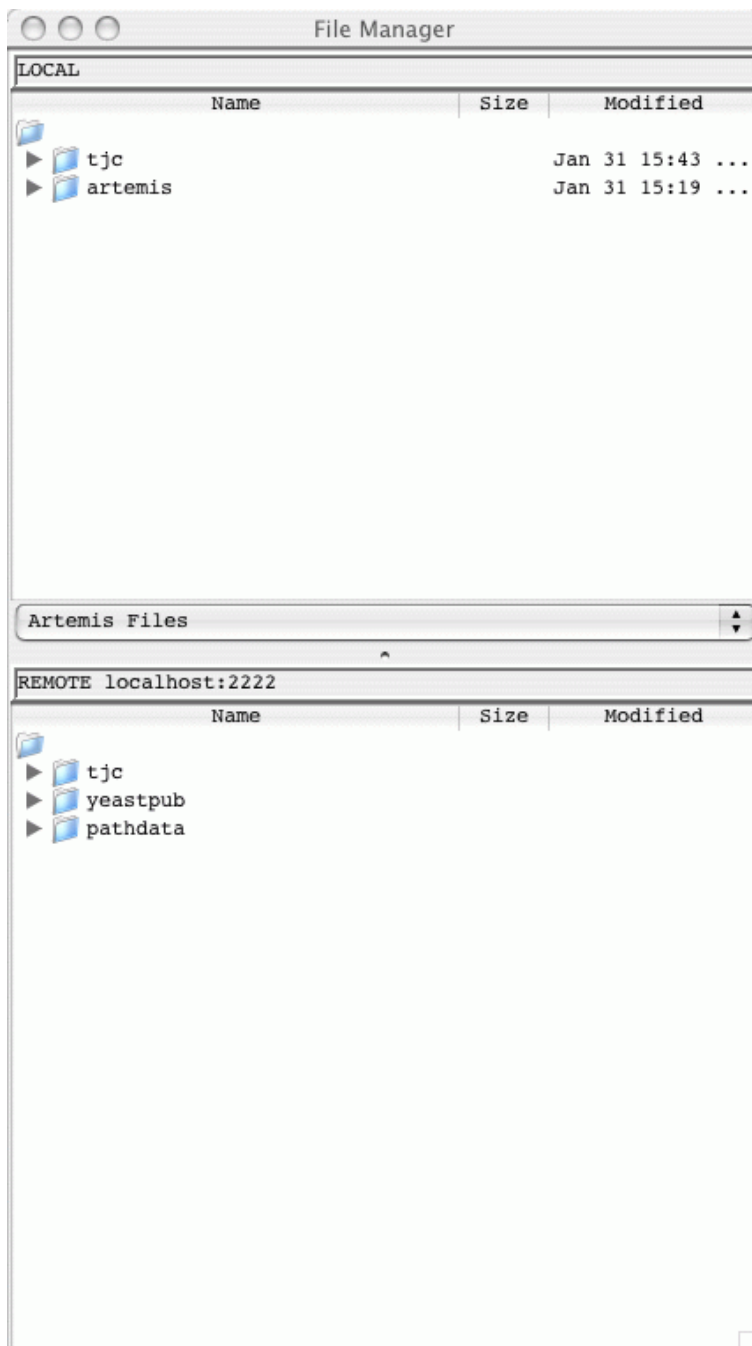 File Manager
LOCAL
Name Size Modified
tjc Jan 31 15:43 ...
artemis Jan 31 15:19 ...
Artemis Files
REMOTE localhost:2222
Name Size Modified
tjc
yeastpub
pathdata